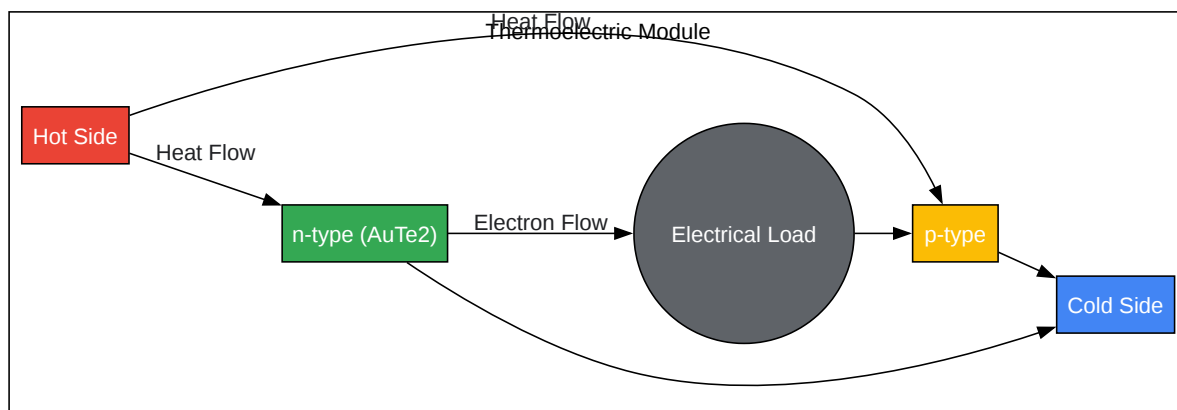 Heat Flow
Thermoelectric Module
Hot Side
Heat Flow
n-type (AuTe2)
Electron Flow
Electrical Load
p-type
Cold Side